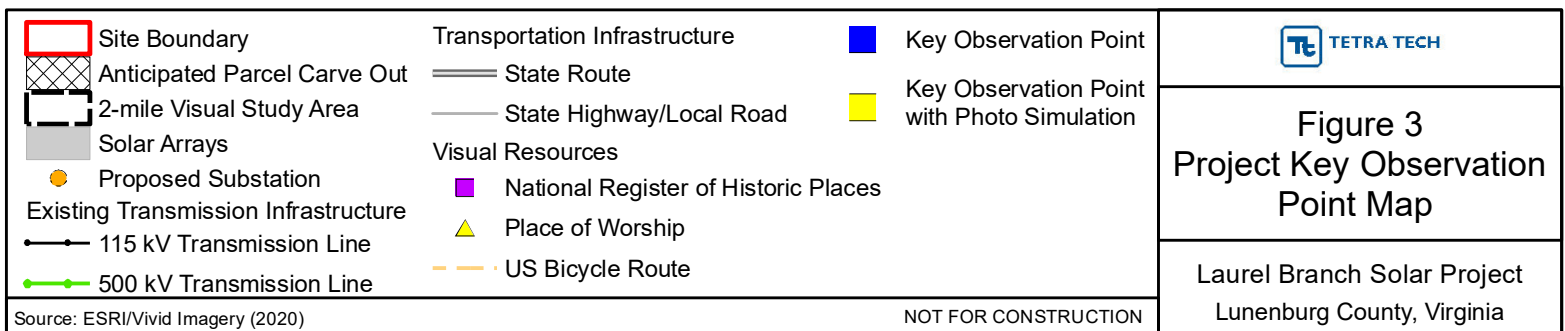 Site Boundary
Anticipated Parcel Carve Out
2-mile Visual Study Area
Solar Arrays
Proposed Substation
Existing Transmission Infrastructure
115 kV Transmission Line
500 kV Transmission Line
Transportation Infrastructure
State Route
State Highway/Local Road
Visual Resources
National Register of Historic Places
Place of Worship
US Bicycle Route
Key Observation Point
Key Observation Point
with Photo Simulation
Source: ESRI/Vivid Imagery (2020)
NOT FOR CONSTRUCTION
Tt TETRA TECH
Figure 3
Project Key Observation
Point Map
Laurel Branch Solar Project
Lunenburg County, Virginia